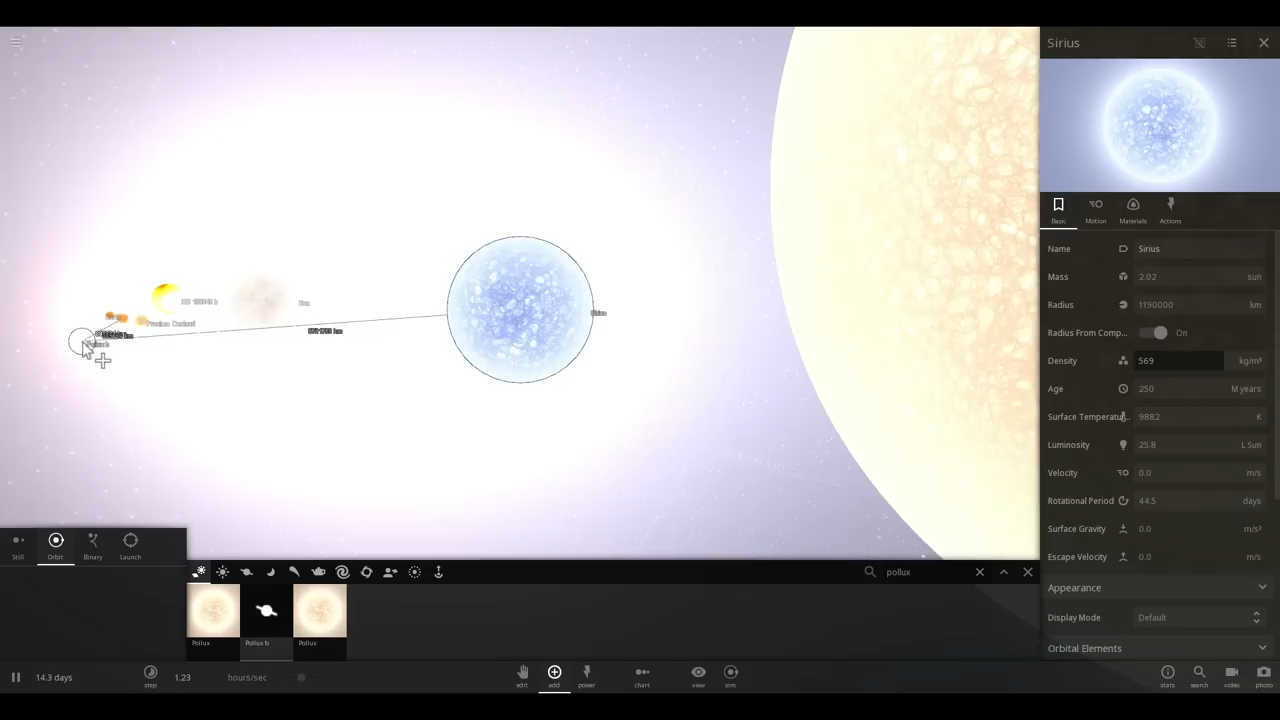 Sirius
Basic
Motion
Materials
Actions
Name
Sirius
Mass
2.02
sun
Radius
1190000
km
Radius From Comp...
On
Density
569
kg/m³
Age
250
M years
Surface Temperatu...
9882
K
Luminosity
25.8
L Sun
Velocity
0.0
m/s
Rotational Period
44.5
days
Surface Gravity
0.0
m/s²
Escape Velocity
0.0
m/s
Appearance
Display Mode
Default
Orbital Elements
Sun
Sirius
Proxima Centauri
Still
Orbit
Binary
Launch
pollux
Pollux
Pollux b
Pollux
14.3 days
step
1.23
hours/sec
edit
add
power
chart
view
sim
stats
search
video
photo